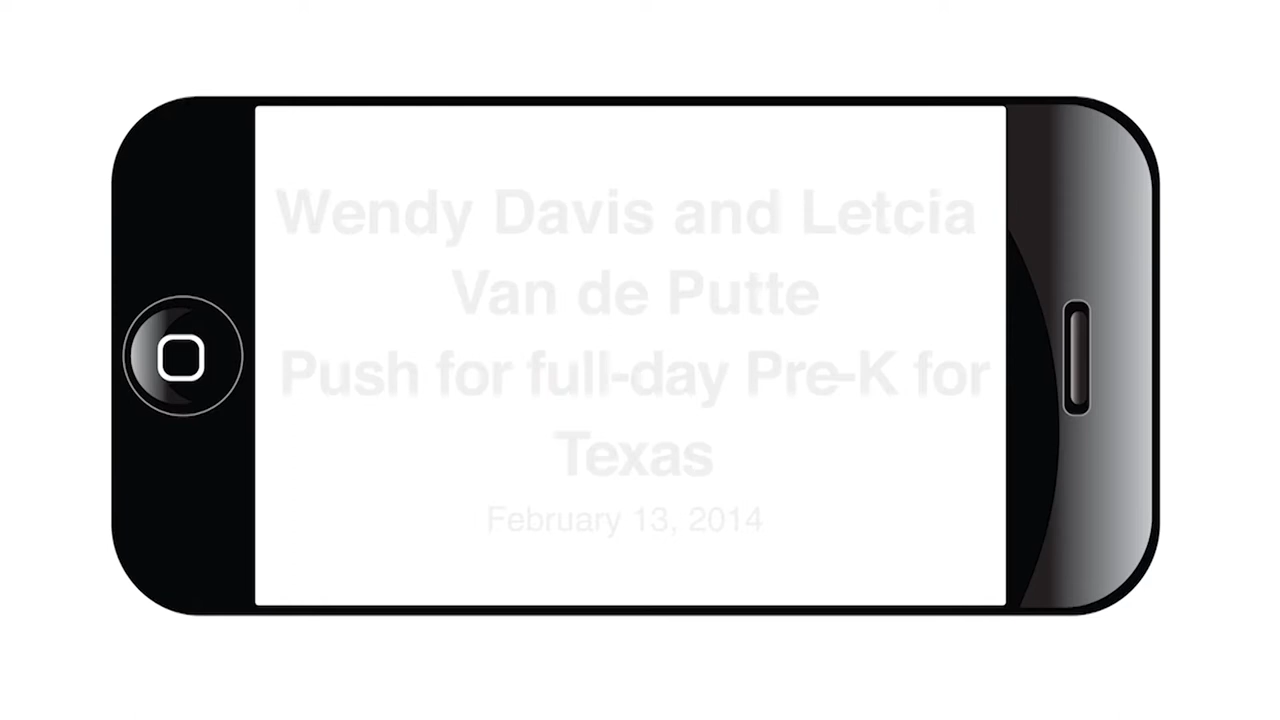 Wendy Davis and Letcia
Van de Putte
Push for full-day Pre-K for
Texas
February 13, 2014